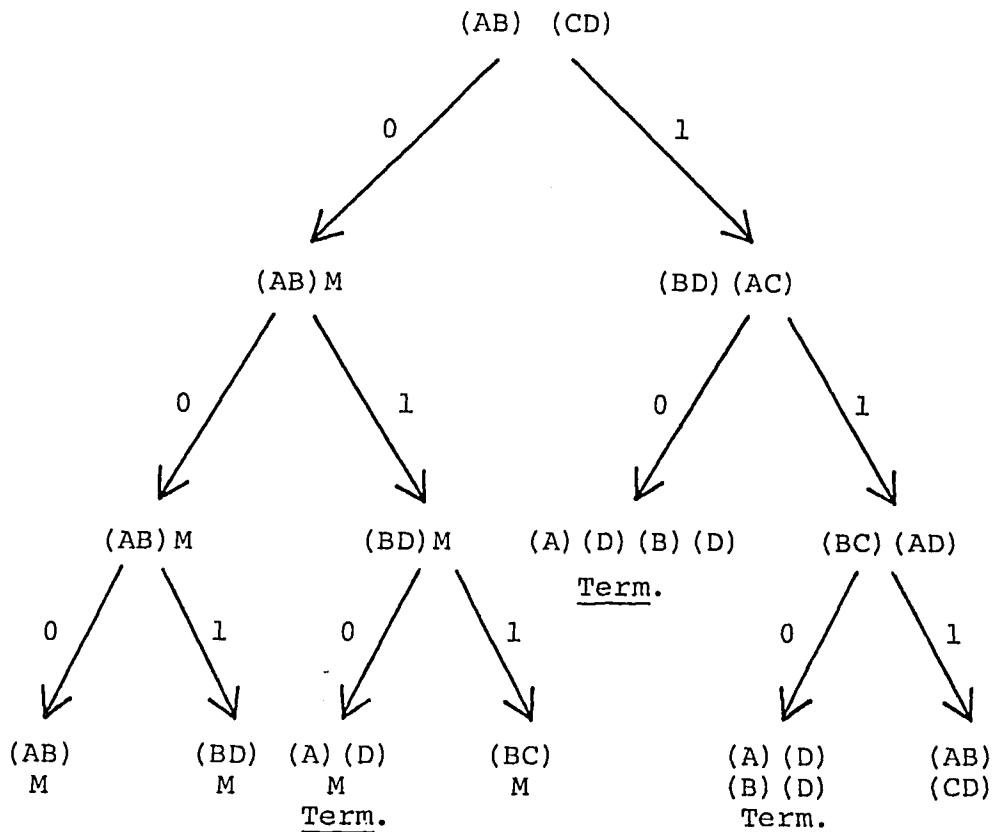 (AB) (CD)
0 1
(AB)M (BD)(AC)
0 1 0 1
(AB)M (BD)M (A)(D)(B)(D) (BC)(AD)
Term.
0 1 0 1 0 1
(AB) (BD) (A)(D) (BC) (A)(D) (AB)
M M M M (B)(D) (CD)
Term. Term.